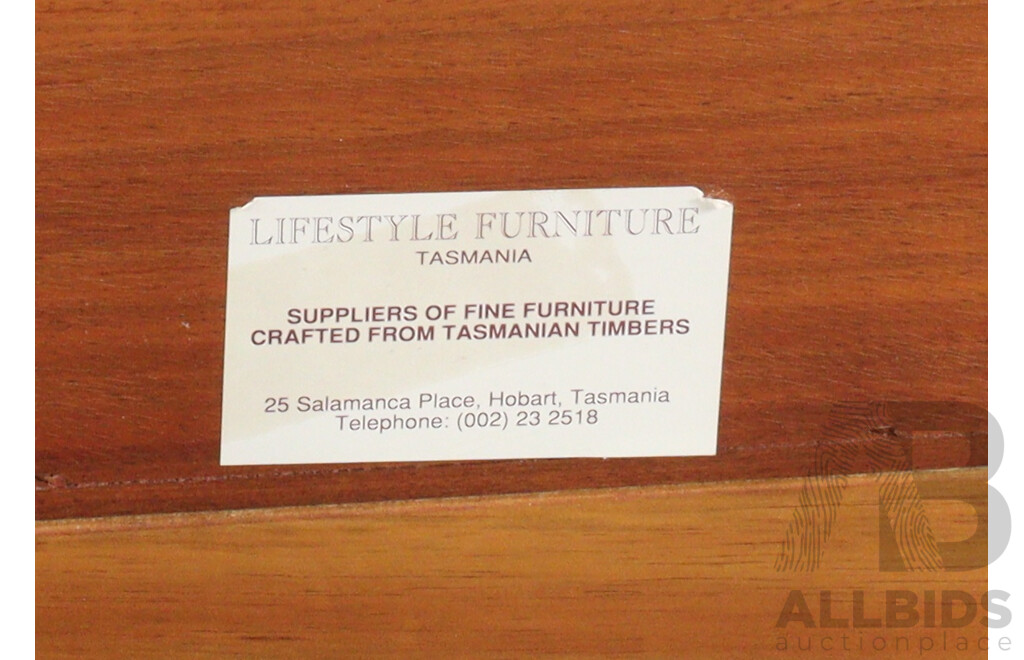 LIFESTYLE FURNITURE
TASMANIA
SUPPLIERS OF FINE FURNITURE
CRAFTED FROM TASMANIAN TIMBERS
25 Salamanca Place, Hobart, Tasmania
Telephone: (002) 23 2518
AB
ALLBIDS
auctionplace